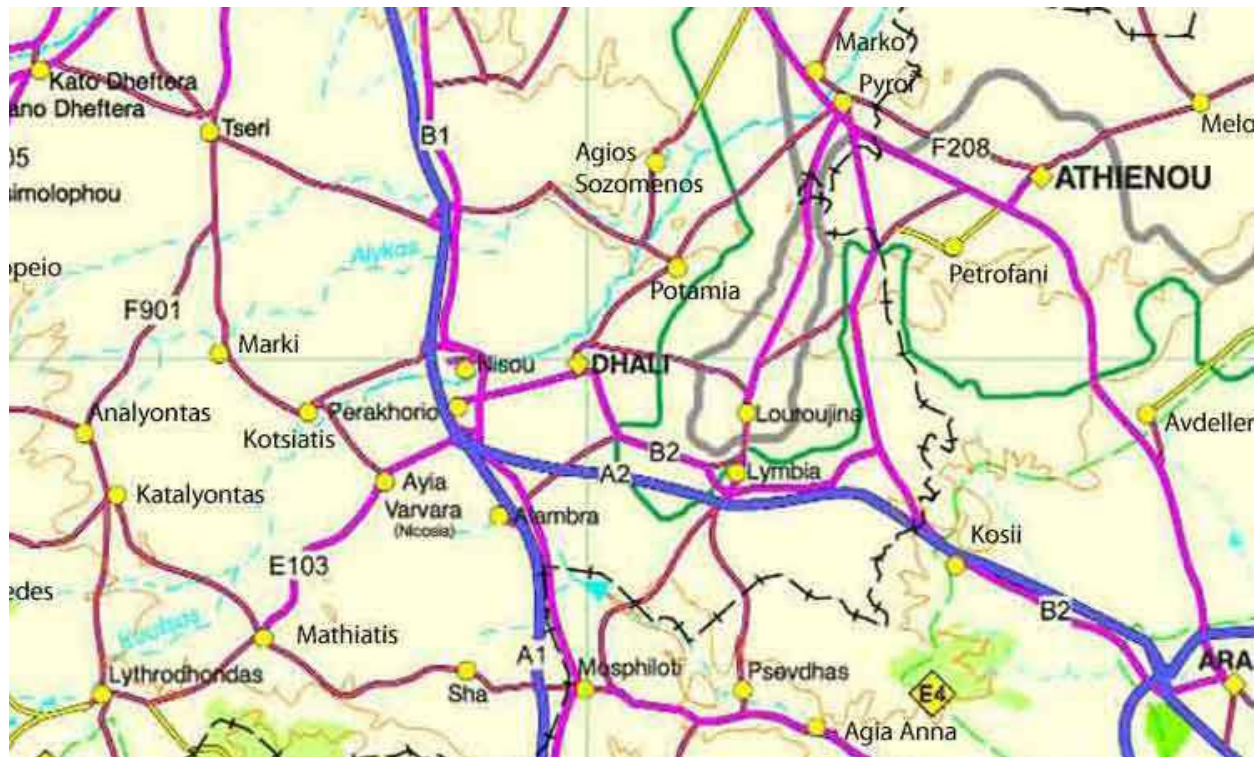 Marko
Kato Dheftera
Pyroi
ano Dheftera
Tseri
B1
Melo
F208
05
Agios
Sozomenos
ATHIENOU
simolophou
Alykos
opeio
Petrofani
Potamia
F901
Marki
Nisou
DHALI
Analyontas
Perakhorio
Louroujina
Avdeller
Kotsiatis
B2
A2
Lymbia
Katalyontas
Ayia
Varvara
(Nicosia)
Alambra
Kosii
E103
edes
B2
Mathiatis
A1
Mosphiloti
ARA
Lythrodhondas
Sha
Psevdhas
E4
Agia Anna